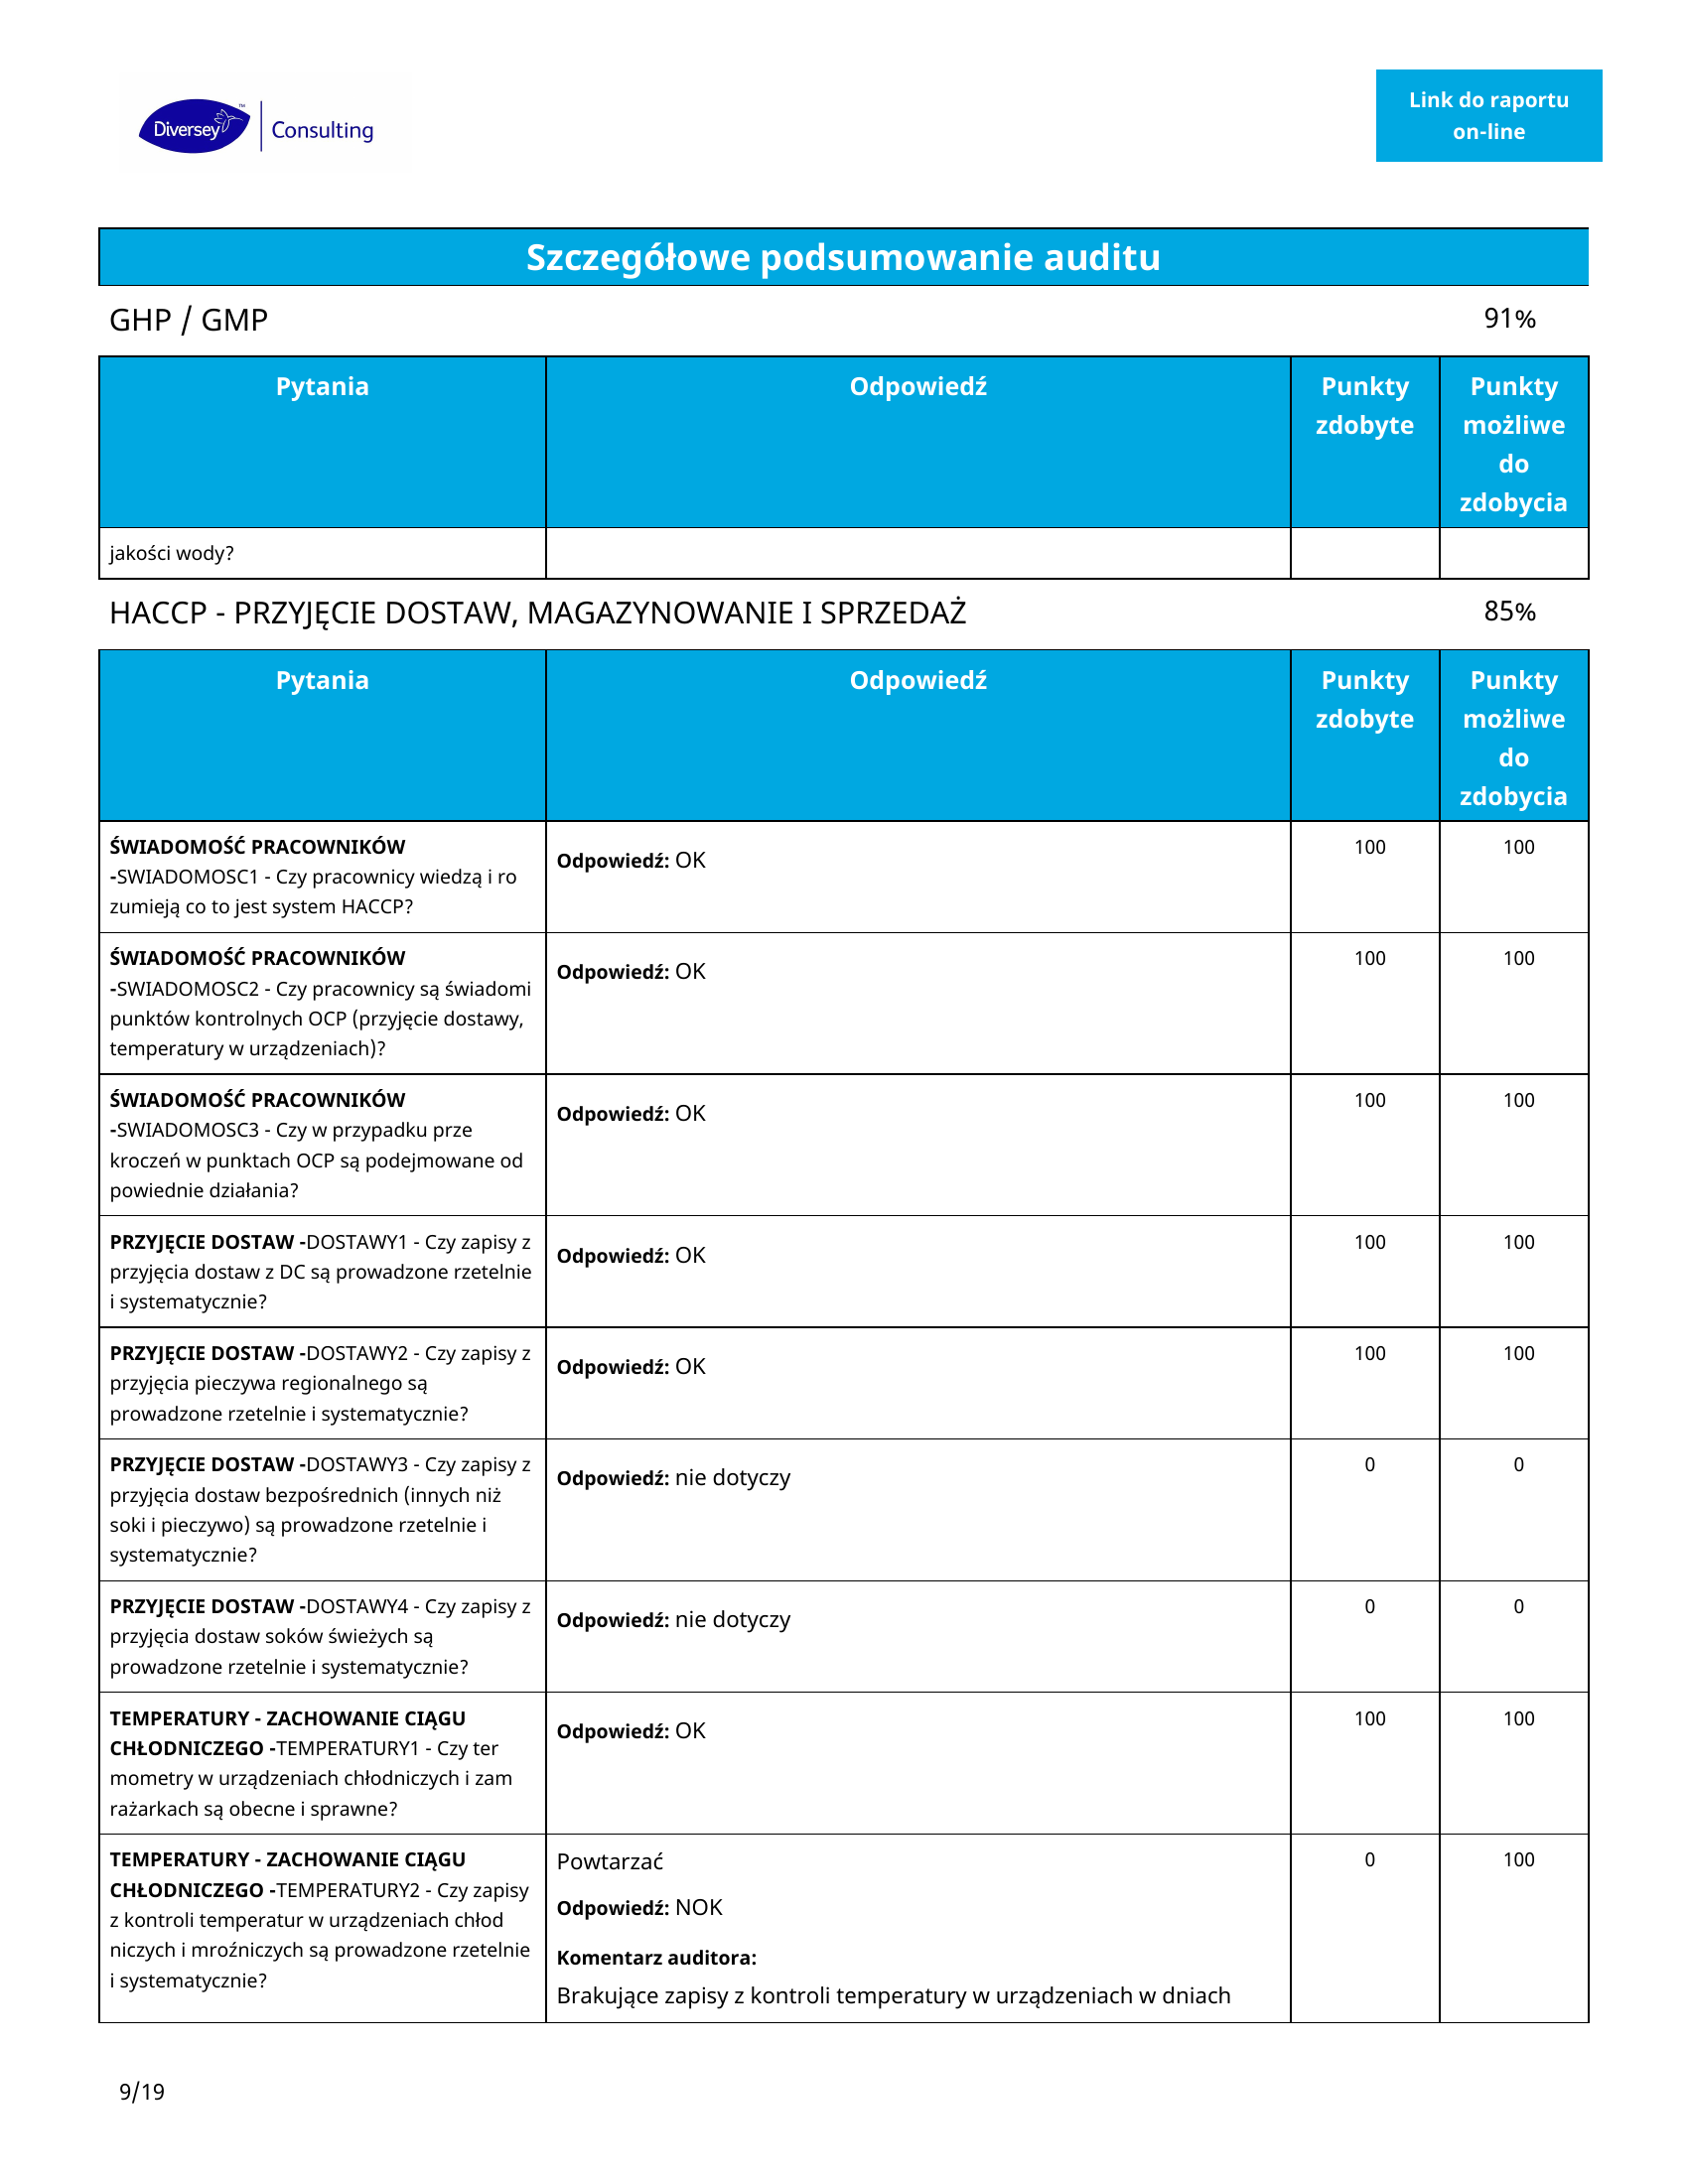 Diversey™ Consulting
Link do raportu
on-line
Szczegółowe podsumowanie auditu
GHP / GMP 91%
Pytania Odpowiedź Punkty zdobyte Punkty możliwe do zdobycia
jakości wody?
HACCP - PRZYJĘCIE DOSTAW, MAGAZYNOWANIE I SPRZEDAŻ 85%
Pytania Odpowiedź Punkty zdobyte Punkty możliwe do zdobycia
ŚWIADOMOŚĆ PRACOWNIKÓW
-SWIADOMOSC1 - Czy pracownicy wiedzą i ro
zumieją co to jest system HACCP?
Odpowiedź: OK
100 100
ŚWIADOMOŚĆ PRACOWNIKÓW
-SWIADOMOSC2 - Czy pracownicy są świadomi
punktów kontrolnych OCP (przyjęcie dostawy,
temperatury w urządzeniach)?
Odpowiedź: OK
100 100
ŚWIADOMOŚĆ PRACOWNIKÓW
-SWIADOMOSC3 - Czy w przypadku prze
kroczeń w punktach OCP są podejmowane od
powiednie działania?
Odpowiedź: OK
100 100
PRZYJĘCIE DOSTAW -DOSTAWY1 - Czy zapisy z
przyjęcia dostaw z DC są prowadzone rzetelnie
i systematycznie?
Odpowiedź: OK
100 100
PRZYJĘCIE DOSTAW -DOSTAWY2 - Czy zapisy z
przyjęcia pieczywa regionalnego są
prowadzone rzetelnie i systematycznie?
Odpowiedź: OK
100 100
PRZYJĘCIE DOSTAW -DOSTAWY3 - Czy zapisy z
przyjęcia dostaw bezpośrednich (innych niż
soki i pieczywo) są prowadzone rzetelnie i
systematycznie?
Odpowiedź: nie dotyczy
0 0
PRZYJĘCIE DOSTAW -DOSTAWY4 - Czy zapisy z
przyjęcia dostaw soków świeżych są
prowadzone rzetelnie i systematycznie?
Odpowiedź: nie dotyczy
0 0
TEMPERATURY - ZACHOWANIE CIĄGU
CHŁODNICZEGO -TEMPERATURY1 - Czy ter
mometry w urządzeniach chłodniczych i zam
rażarkach są obecne i sprawne?
Odpowiedź: OK
100 100
TEMPERATURY - ZACHOWANIE CIĄGU
CHŁODNICZEGO -TEMPERATURY2 - Czy zapisy
z kontroli temperatur w urządzeniach chłod
niczych i mroźniczych są prowadzone rzetelnie
i systematycznie?
Powtarzać
Odpowiedź: NOK
Komentarz auditora:
Brakujące zapisy z kontroli temperatury w urządzeniach w dniach
0 100
9/19